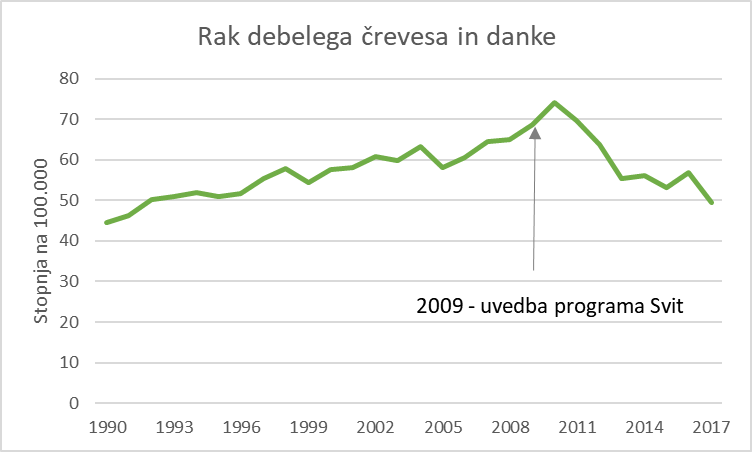 Rak debelega črevesa in danke
Stopnja na 100.000
80
70
60
50
40
30
20
10
0
2009 - uvedba programa Svit
1990 1993 1996 1999 2002 2005 2008 2011 2014 2017